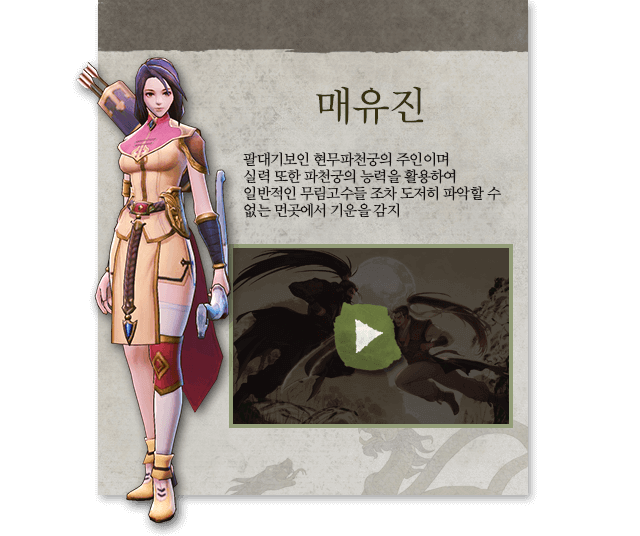 매유진
팔대기보인 현무파천궁의 주인이며
실력 또한 파천궁의 능력을 활용하여
일반적인 무림고수들 조차 도저히 파악할 수
없는 먼곳에서 기운을 감지